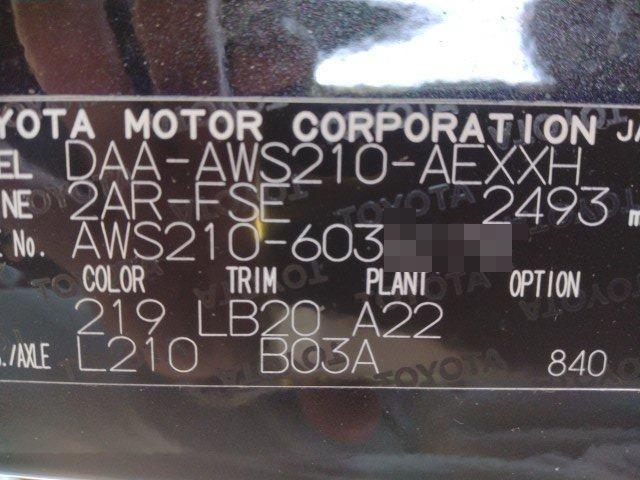 YOTA MOTOR CORPORATION JA
EL DAA-AWS210-AEXXH
NE 2AR-FSE 2493 m
E No. AWS210-603
COLOR TRIM PLANT OPTION
219 LB20 A22
./AXLE L210 B03A 840